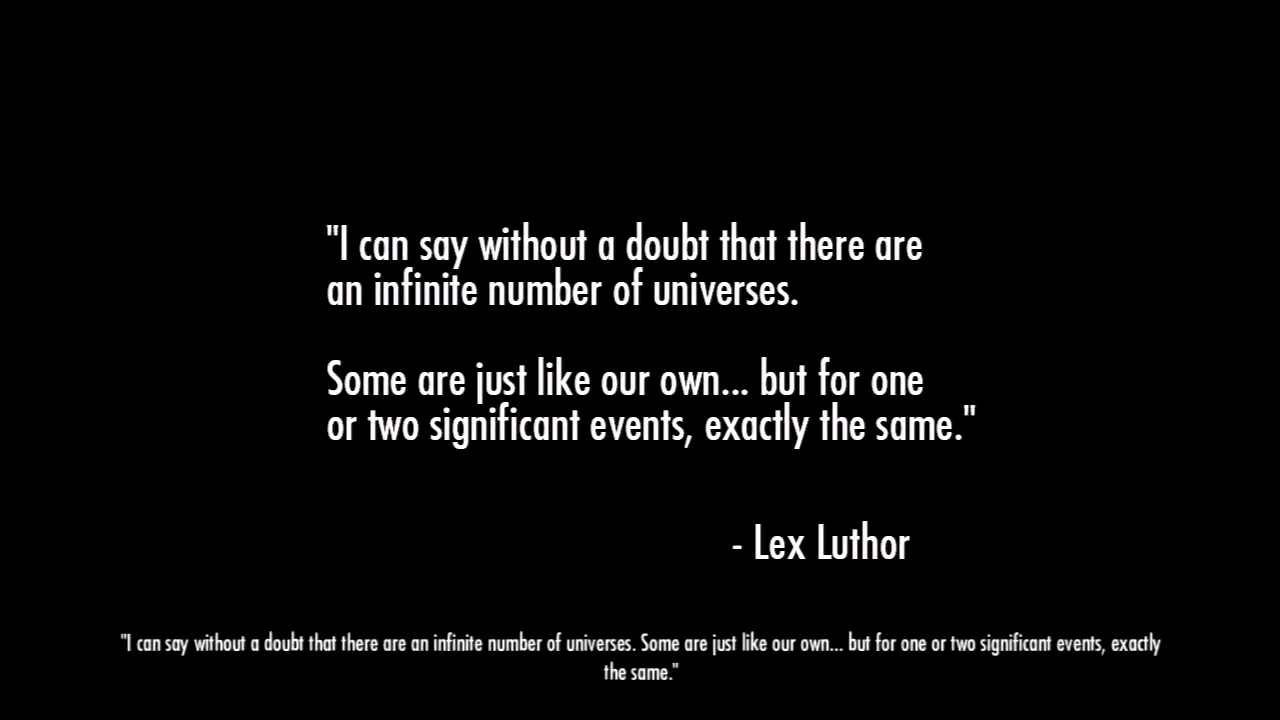 "I can say without a doubt that there are
an infinite number of universes.
Some are just like our own... but for one
or two significant events, exactly the same."
- Lex Luthor
"I can say without a doubt that there are an infinite number of universes. Some are just like our own... but for one or two significant events, exactly
the same."